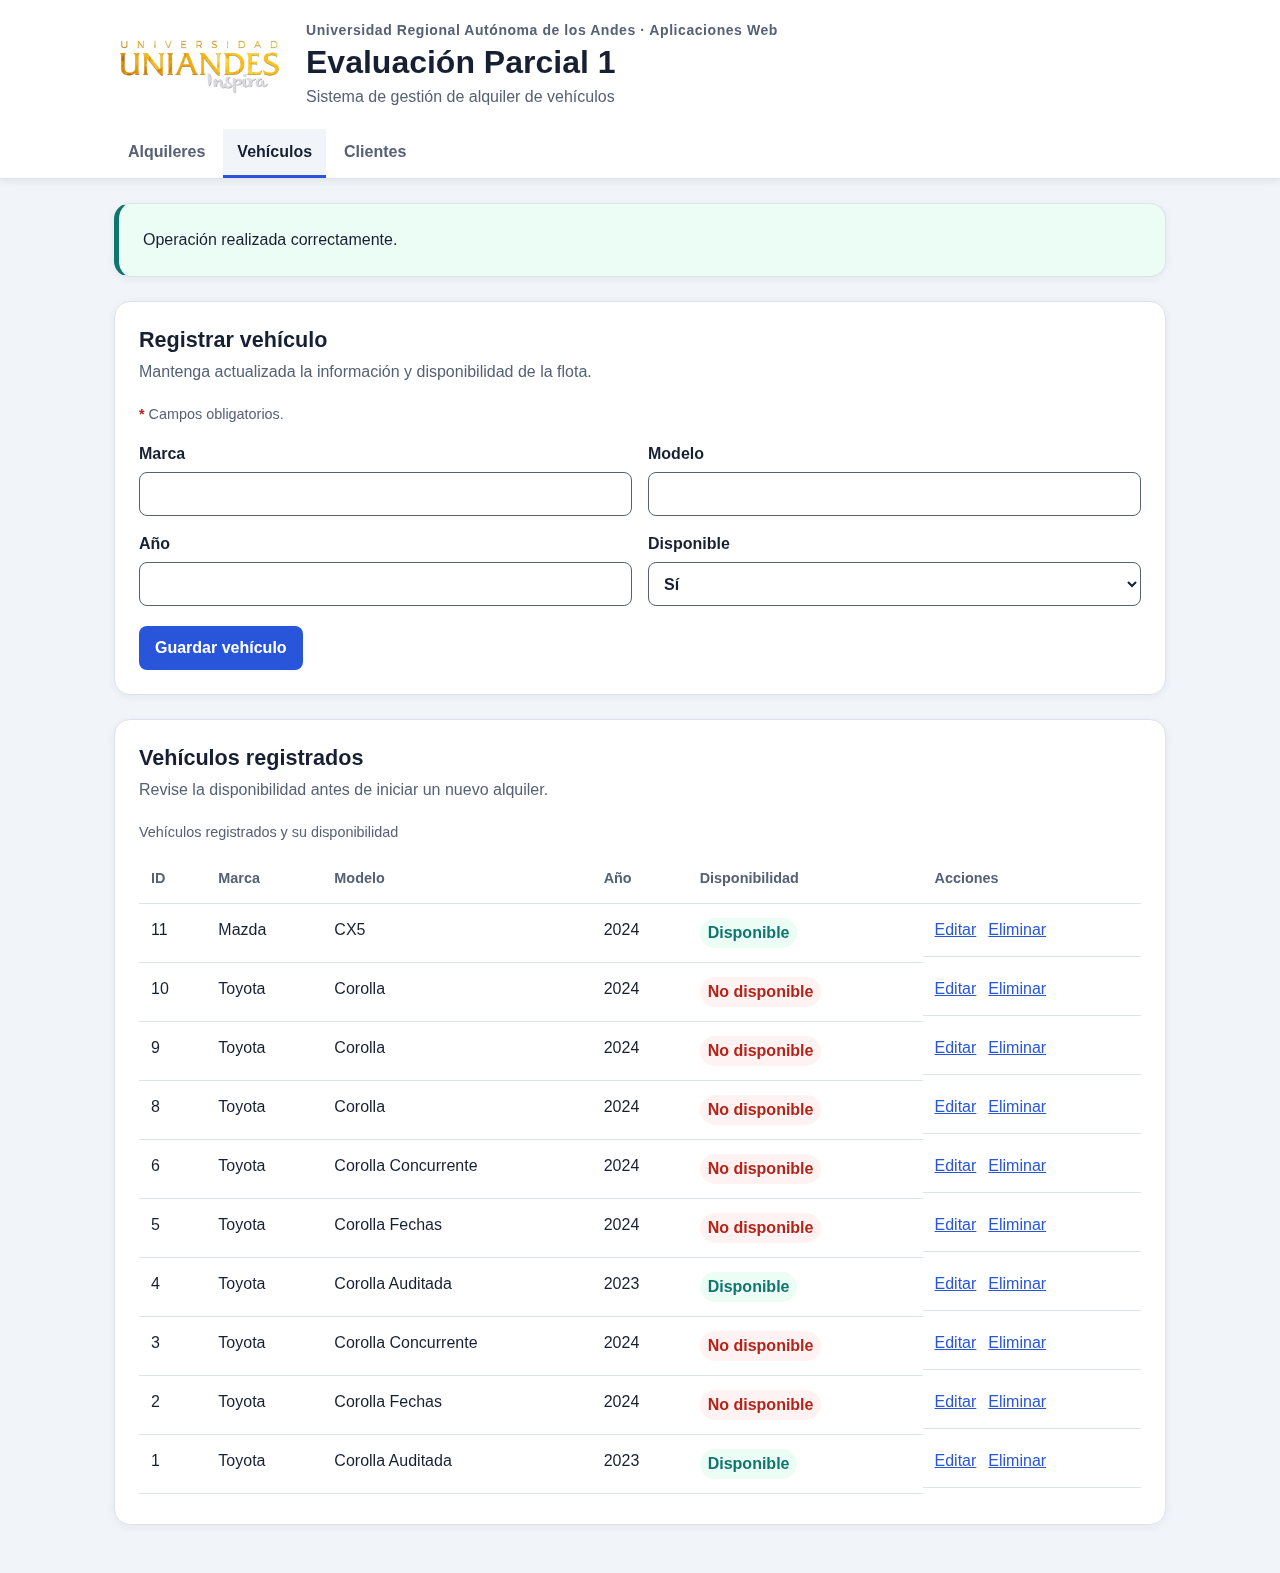 UNIVERSIDAD
UNIANDES
Inspira
Universidad Regional Autónoma de los Andes · Aplicaciones Web
Evaluación Parcial 1
Sistema de gestión de alquiler de vehículos
Alquileres Vehículos Clientes
Operación realizada correctamente.
Registrar vehículo
Mantenga actualizada la información y disponibilidad de la flota.
* Campos obligatorios.
Marca Modelo
Año Disponible
Sí
Guardar vehículo
Vehículos registrados
Revise la disponibilidad antes de iniciar un nuevo alquiler.
Vehículos registrados y su disponibilidad
ID Marca Modelo Año Disponibilidad Acciones
11 Mazda CX5 2024 Disponible Editar Eliminar
10 Toyota Corolla 2024 No disponible Editar Eliminar
9 Toyota Corolla 2024 No disponible Editar Eliminar
8 Toyota Corolla 2024 No disponible Editar Eliminar
6 Toyota Corolla Concurrente 2024 No disponible Editar Eliminar
5 Toyota Corolla Fechas 2024 No disponible Editar Eliminar
4 Toyota Corolla Auditada 2023 Disponible Editar Eliminar
3 Toyota Corolla Concurrente 2024 No disponible Editar Eliminar
2 Toyota Corolla Fechas 2024 No disponible Editar Eliminar
1 Toyota Corolla Auditada 2023 Disponible Editar Eliminar